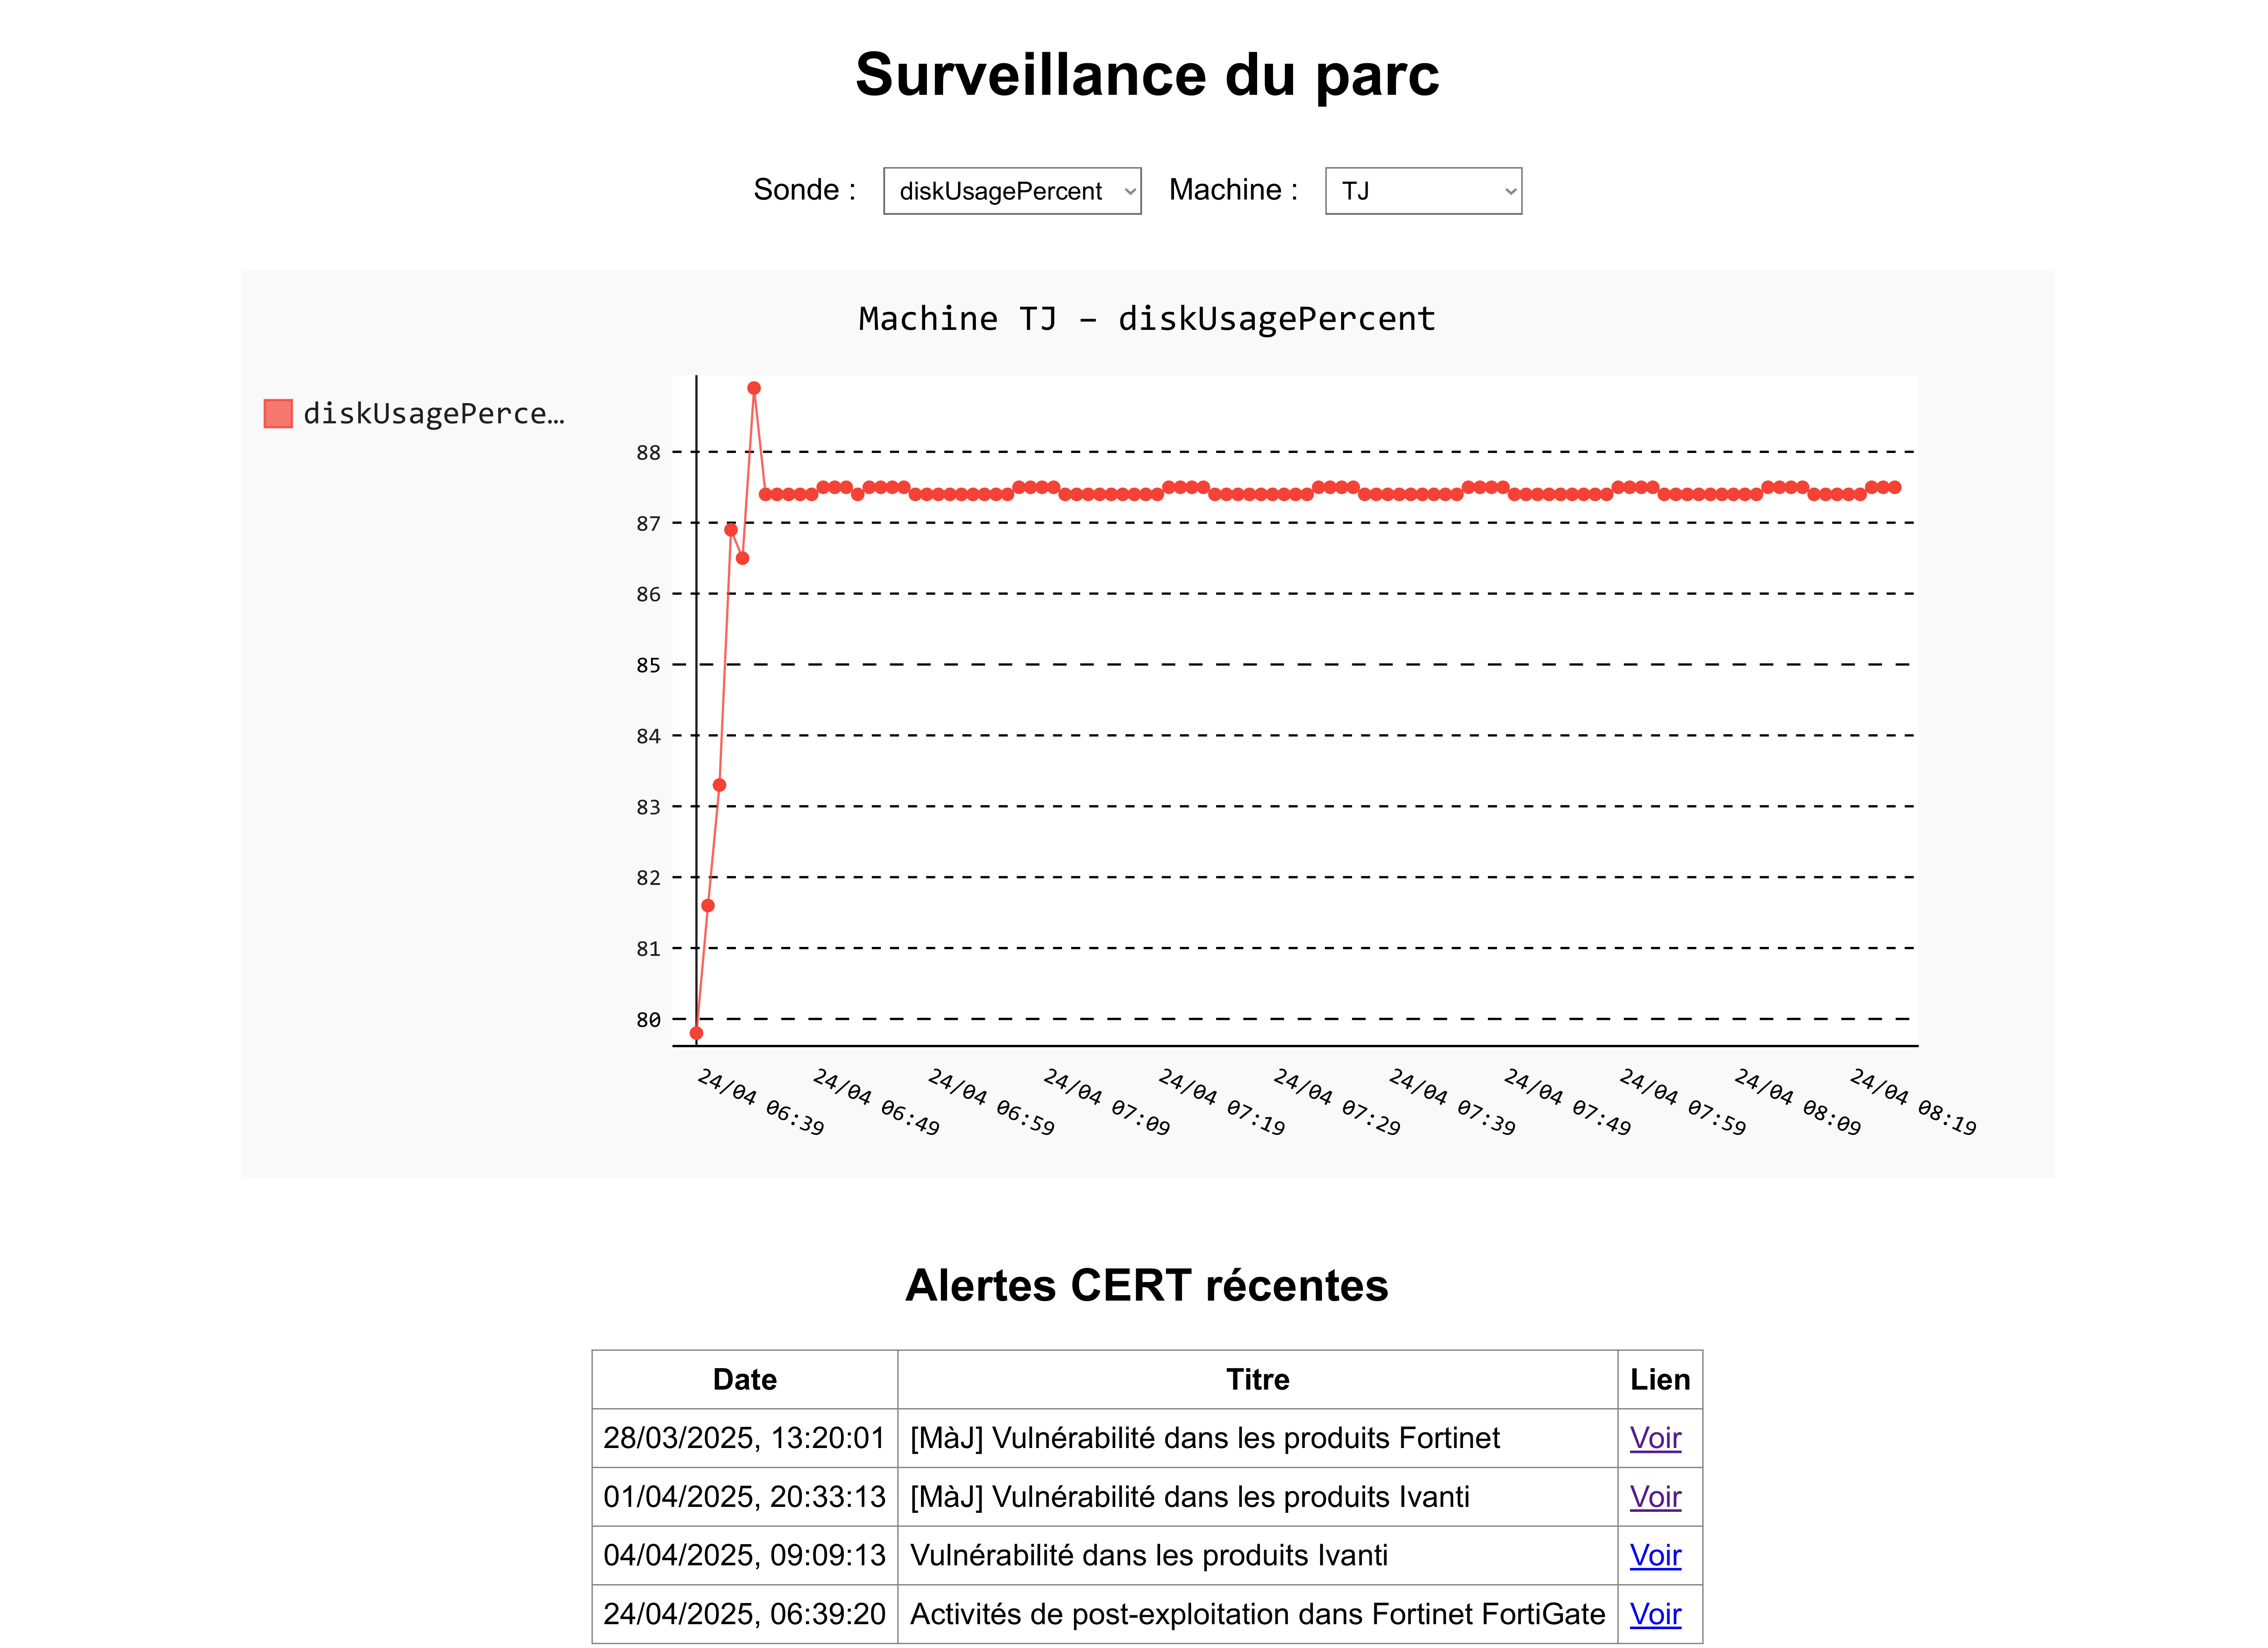 Surveillance du parc
Sonde : diskUsagePercent Machine : TJ
Machine TJ – diskUsagePercent
diskUsagePerce…
88
87
86
85
84
83
82
81
80
24/04 06:39
24/04 06:49
24/04 06:59
24/04 07:09
24/04 07:19
24/04 07:29
24/04 07:39
24/04 07:49
24/04 07:59
24/04 08:09
24/04 08:19
Alertes CERT récentes
Date Titre Lien
28/03/2025, 13:20:01 [MàJ] Vulnérabilité dans les produits Fortinet Voir
01/04/2025, 20:33:13 [MàJ] Vulnérabilité dans les produits Ivanti Voir
04/04/2025, 09:09:13 Vulnérabilité dans les produits Ivanti Voir
24/04/2025, 06:39:20 Activités de post-exploitation dans Fortinet FortiGate Voir